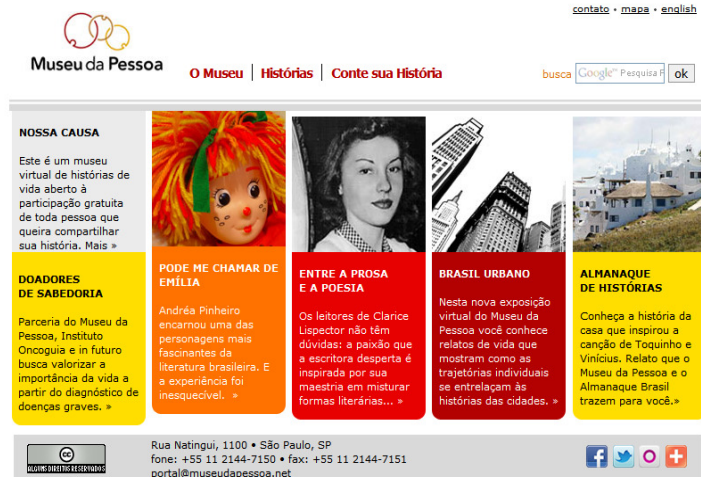 contato • mapa • english
Museu da Pessoa
O Museu | Histórias | Conte sua História
busca Google Pesquisa ok
NOSSA CAUSA
Este é um museu
virtual de histórias de
vida aberto à
participação gratuita
de toda pessoa que
queira compartilhar
sua história. Mais »
DOADORES
DE SABEDORIA
Parceria do Museu da
Pessoa, Instituto
Oncoguia e in futuro
busca valorizar a
importância da vida a
partir do diagnóstico de
doenças graves. »
PODE ME CHAMAR DE
EMÍLIA
Andréa Pinheiro
encarnou uma das
personagens mais
fascinantes da
literatura brasileira. E
a experiência foi
inesquecível. »
ENTRE A PROSA
E A POESIA
Os leitores de Clarice
Lispector não têm
dúvidas: a paixão que
a escritora desperta é
inspirada por sua
maestria em misturar
formas literárias... »
BRASIL URBANO
Nesta nova exposição
virtual do Museu da
Pessoa você conhece
relatos de vida que
mostram como as
trajetórias individuais
se entrelaçam às
histórias das cidades. »
ALMANAQUE
DE HISTÓRIAS
Conheça a história da
casa que inspirou a
canção de Toquinho e
Vinícius. Relato que o
Museu da Pessoa e o
Almanaque Brasil
trazem para você.»
cc
ALGUNS DIREITOS RESERVADOS
Rua Natingui, 1100 • São Paulo, SP
fone: +55 11 2144-7150 • fax: +55 11 2144-7151
portal@museudapessoa.net